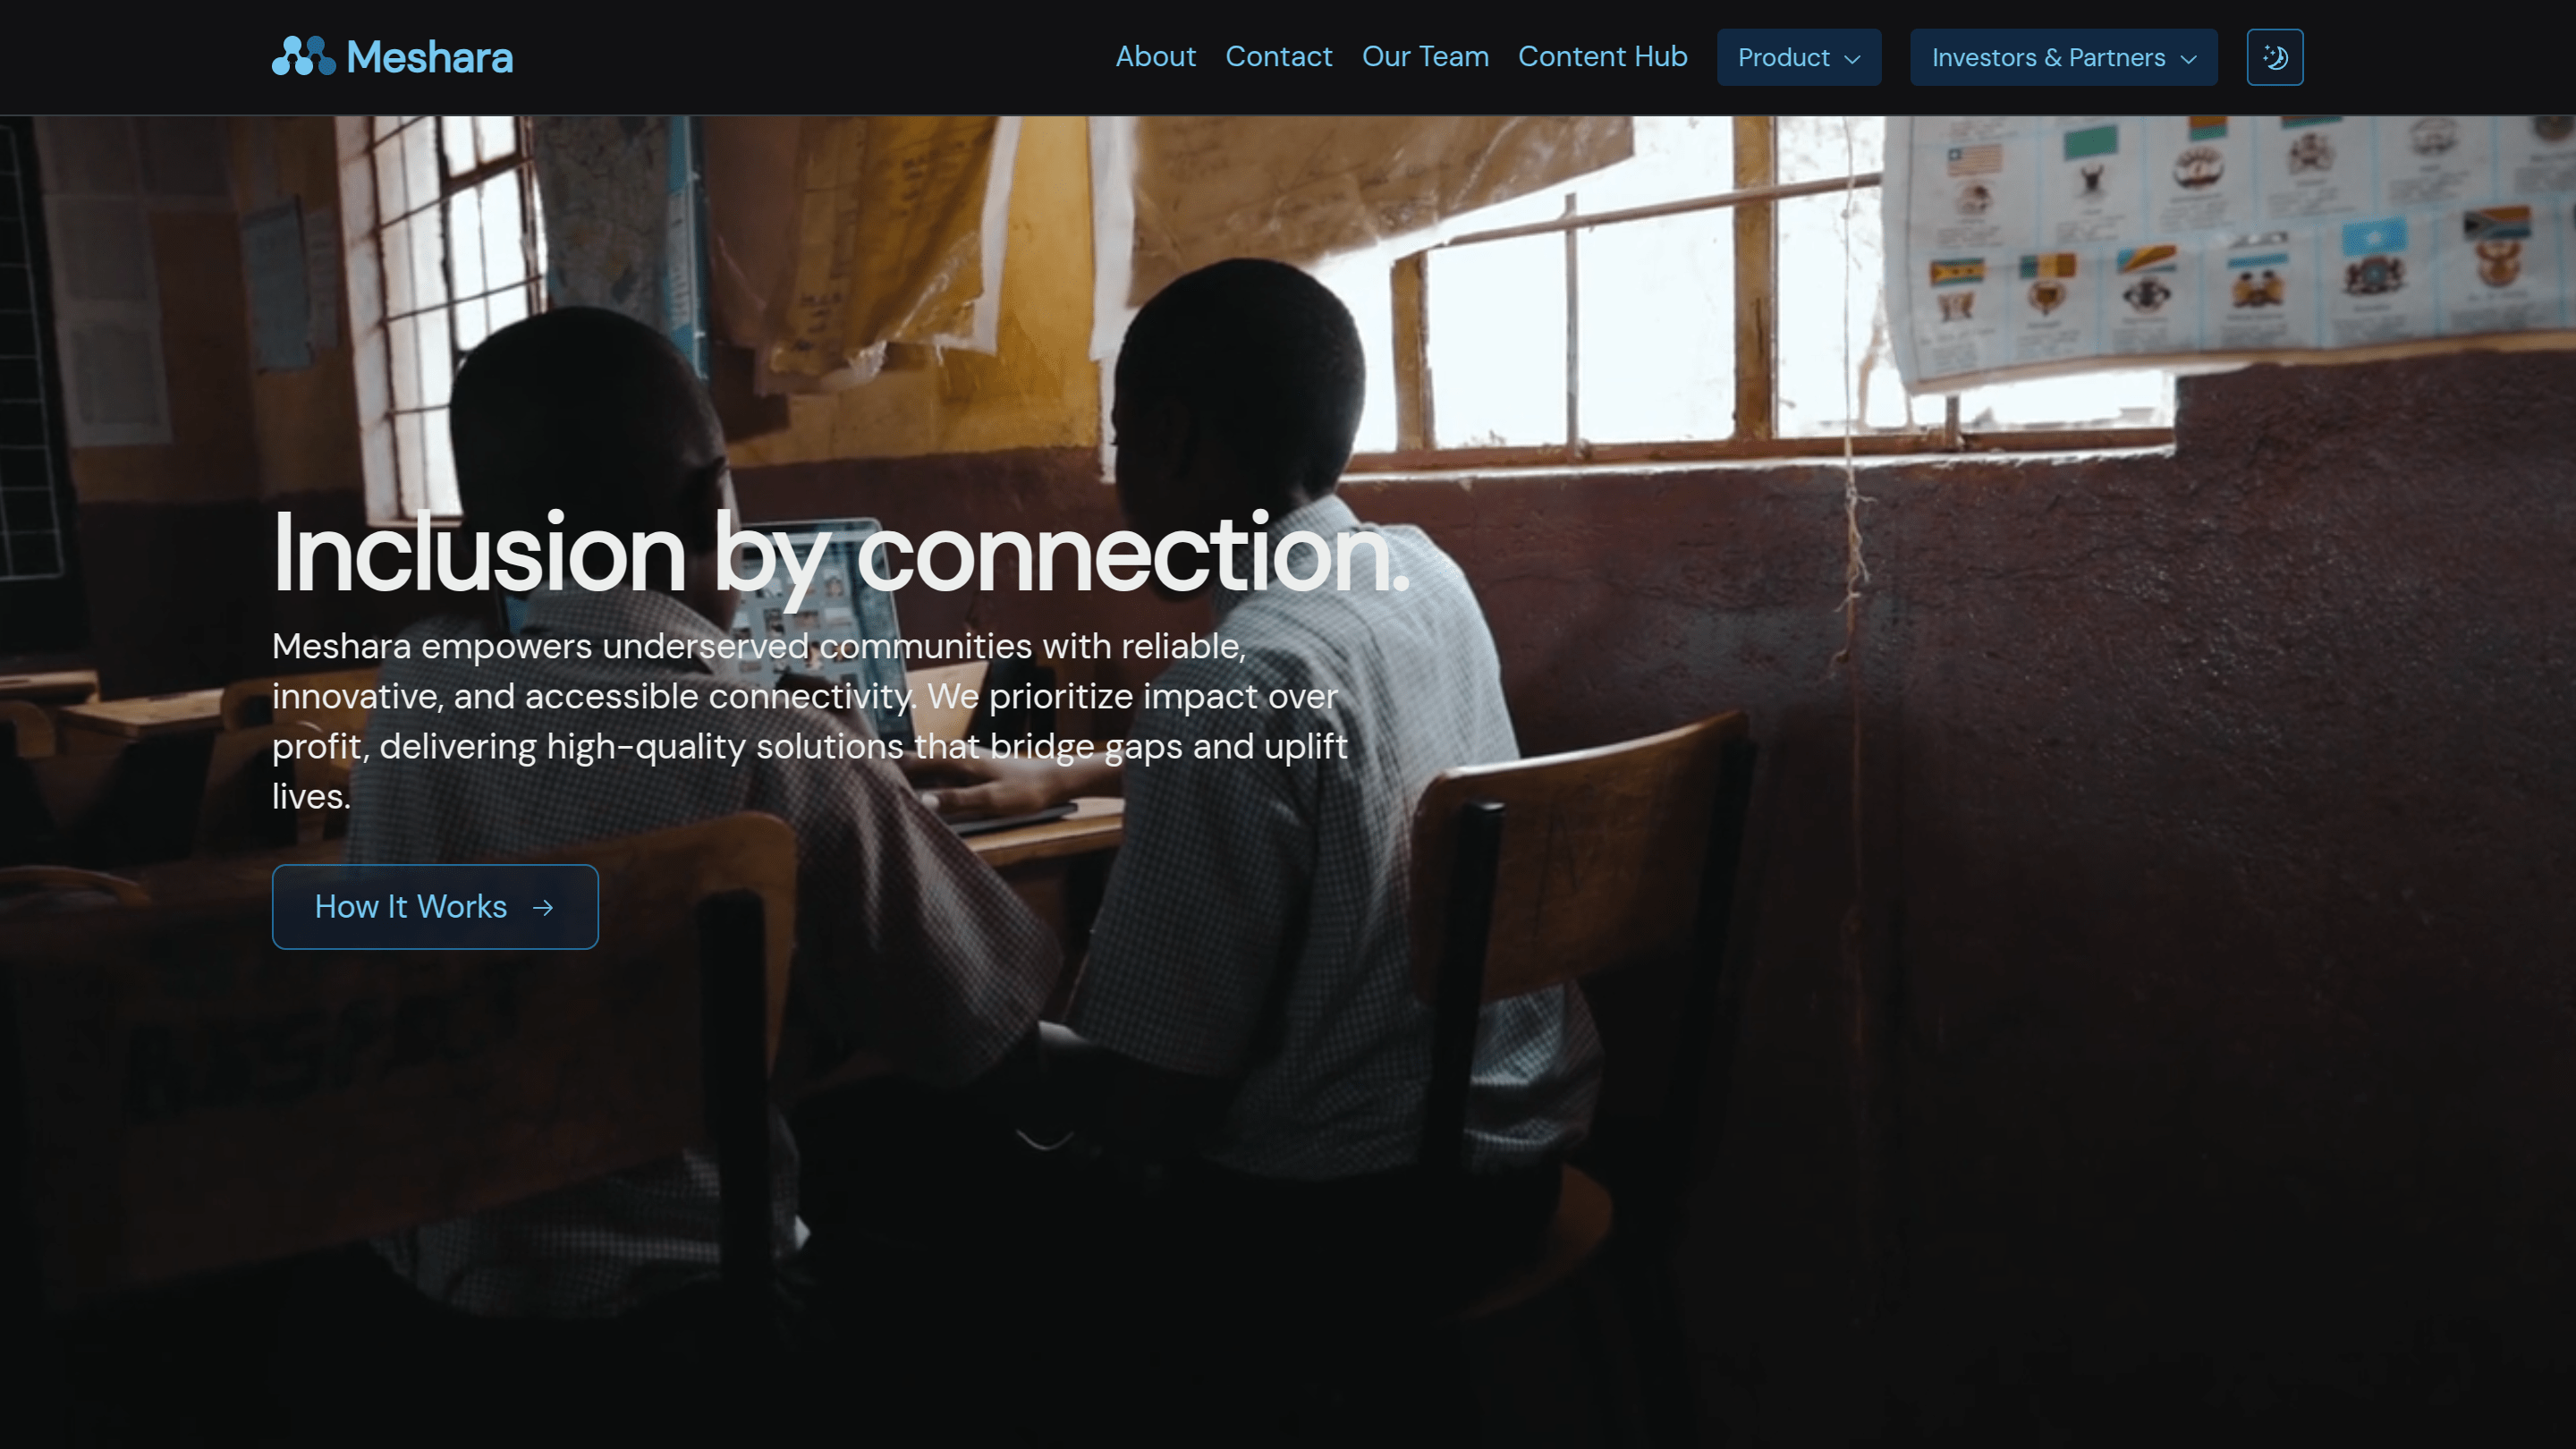 Meshara
About
Contact
Our Team
Content Hub
Product
Investors & Partners
Inclusion by connection.
Meshara empowers underserved communities with reliable,
innovative, and accessible connectivity. We prioritize impact over
profit, delivering high-quality solutions that bridge gaps and uplift
lives.
How It Works